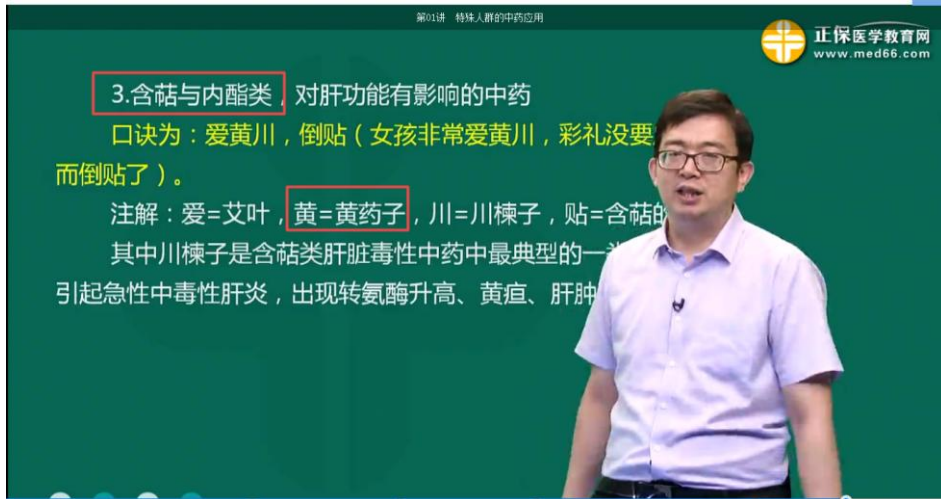 第01讲 特殊人群的中药应用
正保医学教育网
www.med66.com
3.含萜与内酯类，对肝功能有影响的中药
口诀为：爱黄川，倒贴（女孩非常爱黄川，彩礼没要
而倒贴了）。
注解：爱=艾叶，黄=黄药子，川=川楝子，贴=含萜
其中川楝子是含萜类肝脏毒性中药中最典型的一
引起急性中毒性肝炎，出现转氨酶升高、黄疸、肝肿